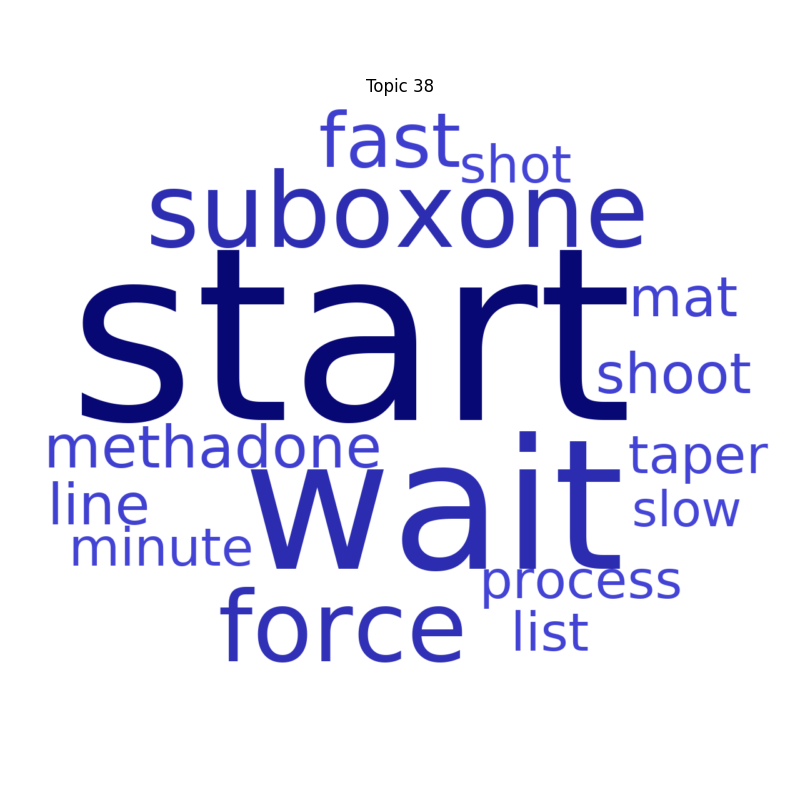 Topic 38
fast
shot
suboxone
start
mat
shoot
methadone
wait
taper
line
slow
minute
process
force
list